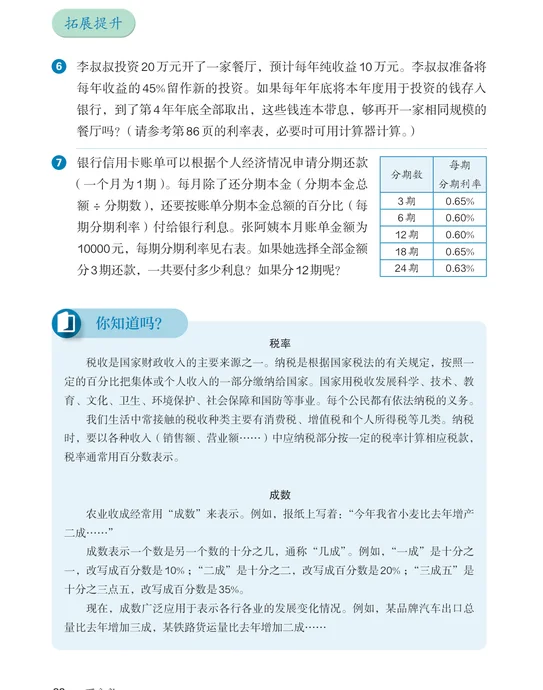 拓展提升
6 李叔叔投资20万元开了一家餐厅，预计每年纯收益10万元。李叔叔准备将
每年收益的45%留作新的投资。如果每年年底将本年度用于投资的钱存入
银行，到了第4年年底全部取出，这些钱连本带息，够再开一家相同规模的
餐厅吗？（请参考第86页的利率表，必要时可用计算器计算。）
7 银行信用卡账单可以根据个人经济情况申请分期还款
（一个月为1期）。每月除了还分期本金（分期本金总
额÷分期数），还要按账单分期本金总额的百分比（每
期分期利率）付给银行利息。张阿姨本月账单金额为
10000元，每期分期利率见右表。如果她选择全部金额
分3期还款，一共要付多少利息？如果分12期呢？
分期数 每期
分期利率
3期 0.65%
6期 0.60%
12期 0.60%
18期 0.65%
24期 0.63%
你知道吗？
税率
税收是国家财政收入的主要来源之一。纳税是根据国家税法的有关规定，按照一
定的百分比把集体或个人收入的一部分缴纳给国家。国家用税收发展科学、技术、教
育、文化、卫生、环境保护、社会保障和国防等事业。每个公民都有依法纳税的义务。
我们生活中常接触的税收种类主要有消费税、增值税和个人所得税等几类。纳税
时，要以各种收入（销售额、营业额……）中应纳税部分按一定的税率计算相应税款，
税率通常用百分数表示。
成数
农业收成经常用“成数”来表示。例如，报纸上写着：“今年我省小麦比去年增产
二成……”
成数表示一个数是另一个数的十分之几，通称“几成”。例如，“一成”是十分之
一，改写成百分数是10%；“二成”是十分之二，改写成百分数是20%；“三成五”是
十分之三点五，改写成百分数是35%。
现在，成数广泛应用于表示各行各业的发展变化情况。例如，某品牌汽车出口总
量比去年增加三成，某铁路货运量比去年增加二成……